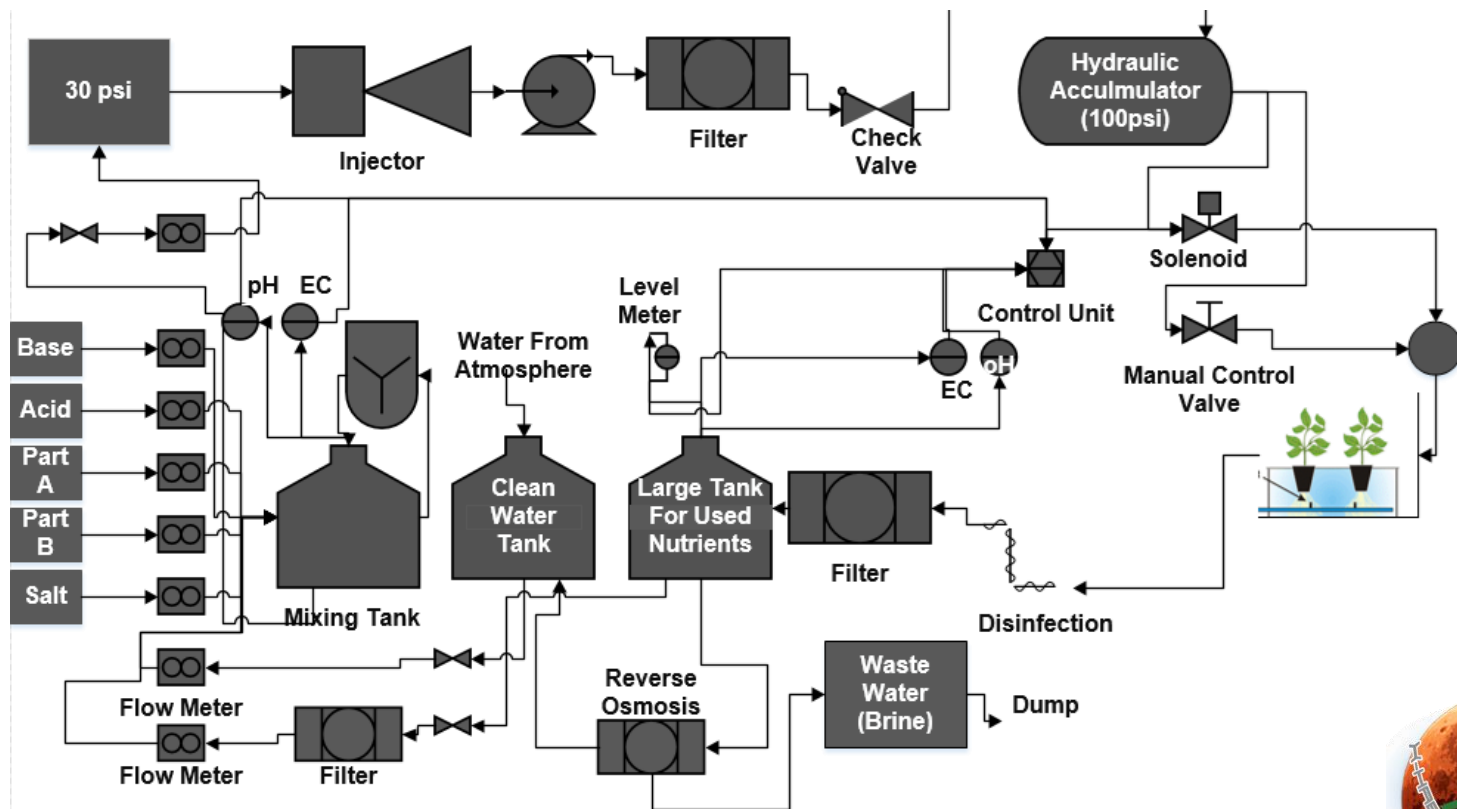 30 psi
Injector
Filter
Check
Valve
Hydraulic
Acculmulator
(100psi)
Solenoid
Control Unit
Manual Control
Valve
pH
EC
Level
Meter
Water From
Atmosphere
EC
pH
Base
Acid
Part
A
Part
B
Salt
Mixing Tank
Clean
Water
Tank
Large Tank
For Used
Nutrients
Filter
Disinfection
Flow Meter
Flow Meter
Filter
Reverse
Osmosis
Waste
Water
(Brine)
Dump